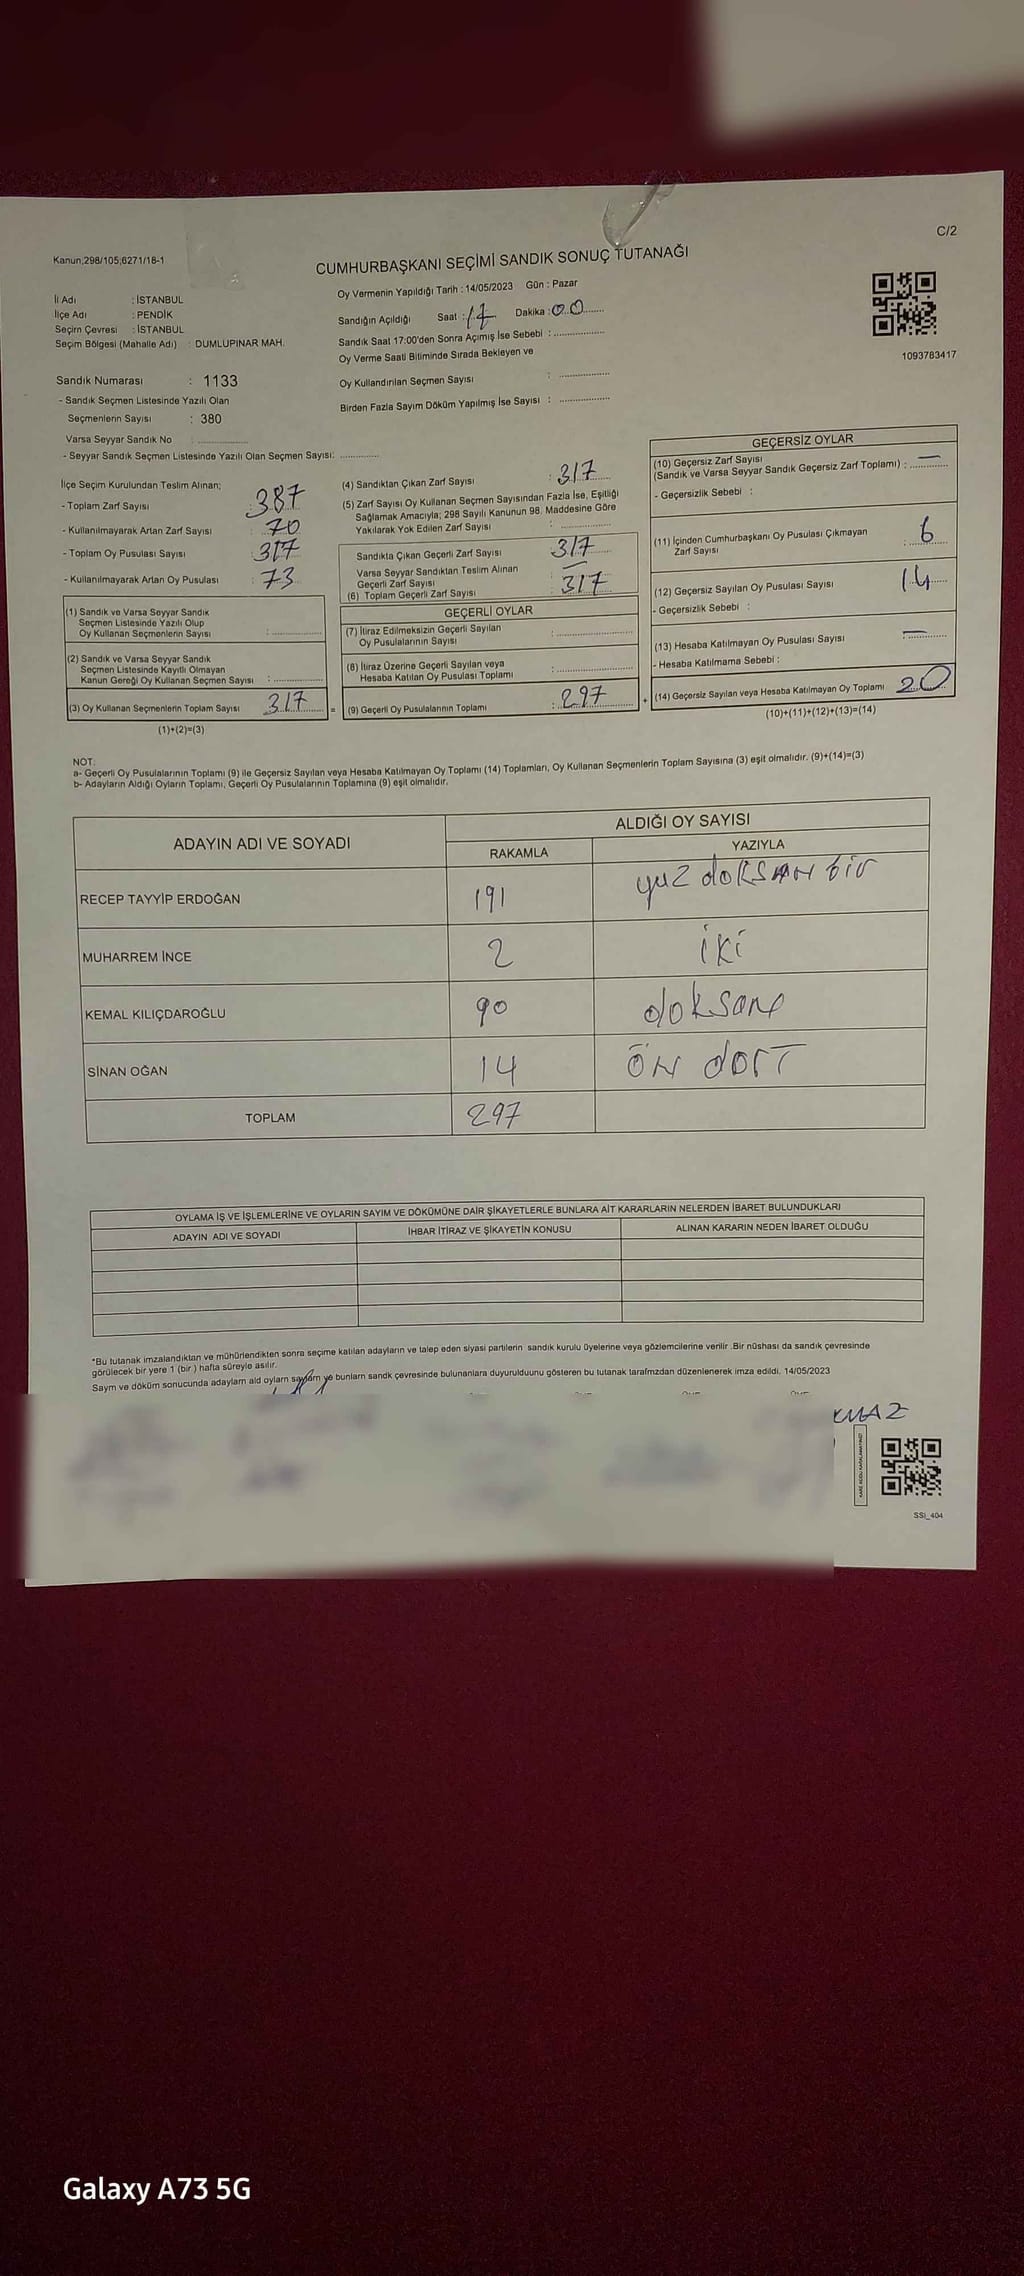 C/2
Kanun;298/105;6271/18-1
CUMHURBAŞKANI SEÇİMİ SANDIK SONUÇ TUTANAĞI
İl Adı : İSTANBUL
İlçe Adı : PENDİK
Seçim Çevresi : İSTANBUL
Seçim Bölgesi (Mahalle Adı) : DUMLUPINAR MAH.
Oy Vermenin Yapıldığı Tarih : 14/05/2023 Gün : Pazar
Sandığın Açıldığı Saat : 17 Dakika : 00
Sandık Saat 17:00'den Sonra Açımış İse Sebebi :
Oy Verme Saati Bitiminde Sırada Bekleyen ve
Oy Kullandırılan Seçmen Sayısı :
Birden Fazla Sayım Döküm Yapılmış İse Sayısı :
1093783417
Sandık Numarası : 1133
- Sandık Seçmen Listesinde Yazılı Olan
Seçmenlerin Sayısı : 380
Varsa Seyyar Sandık No :
- Seyyar Sandık Seçmen Listesinde Yazılı Olan Seçmen Sayısı:
İlçe Seçim Kurulundan Teslim Alınan;
- Toplam Zarf Sayısı : 387
- Kullanılmayarak Artan Zarf Sayısı : 70
- Toplam Oy Pusulası Sayısı : 317
- Kullanılmayarak Artan Oy Pusulası : 73
(1) Sandık ve Varsa Seyyar Sandık
Seçmen Listesinde Yazılı Olup
Oy Kullanan Seçmenlerin Sayısı :
(2) Sandık ve Varsa Seyyar Sandık
Seçmen Listesinde Kayıtlı Olmayan
Kanun Gereği Oy Kullanan Seçmen Sayısı :
(3) Oy Kullanan Seçmenlerin Toplam Sayısı 317 =
(1)+(2)=(3)
(4) Sandıktan Çıkan Zarf Sayısı : 317
(5) Zarf Sayısı Oy Kullanan Seçmen Sayısından Fazla İse, Eşitliği
Sağlamak Amacıyla; 298 Sayılı Kanunun 98. Maddesine Göre
Yakılarak Yok Edilen Zarf Sayısı :
Sandıkta Çıkan Geçerli Zarf Sayısı 317
Varsa Seyyar Sandıktan Teslim Alınan
Geçerli Zarf Sayısı —
(6) Toplam Geçerli Zarf Sayısı : 317
GEÇERLİ OYLAR
(7) İtiraz Edilmeksizin Geçerli Sayılan
Oy Pusulalarının Sayısı :
(8) İtiraz Üzerine Geçerli Sayılan veya
Hesaba Katılan Oy Pusulası Toplamı :
(9) Geçerli Oy Pusulalarının Toplamı : 297 +
GEÇERSİZ OYLAR
(10) Geçersiz Zarf Sayısı
(Sandık ve Varsa Seyyar Sandık Geçersiz Zarf Toplamı) : —
- Geçersizlik Sebebi :
(11) İçinden Cumhurbaşkanı Oy Pusulası Çıkmayan
Zarf Sayısı : 6
(12) Geçersiz Sayılan Oy Pusulası Sayısı : 14
- Geçersizlik Sebebi :
(13) Hesaba Katılmayan Oy Pusulası Sayısı : —
- Hesaba Katılmama Sebebi :
(14) Geçersiz Sayılan veya Hesaba Katılmayan Oy Toplamı : 20
(10)+(11)+(12)+(13)=(14)
NOT:
a- Geçerli Oy Pusulalarının Toplamı (9) ile Geçersiz Sayılan veya Hesaba Katılmayan Oy Toplamı (14) Toplamları, Oy Kullanan Seçmenlerin Toplam Sayısına (3) eşit olmalıdır. (9)+(14)=(3)
b- Adayların Aldığı Oyların Toplamı, Geçerli Oy Pusulalarının Toplamına (9) eşit olmalıdır.
ADAYIN ADI VE SOYADI ALDIĞI OY SAYISI
RAKAMLA YAZIYLA
RECEP TAYYİP ERDOĞAN 191 yuz doksAN bir
MUHARREM İNCE 2 iki
KEMAL KILIÇDAROĞLU 90 doksan
SİNAN OĞAN 14 ÖN dorT
TOPLAM 297
OYLAMA İŞ VE İŞLEMLERİNE VE OYLARIN SAYIM VE DÖKÜMÜNE DAİR ŞİKAYETLERLE BUNLARA AİT KARARLARIN NELERDEN İBARET BULUNDUKLARI
ADAYIN ADI VE SOYADI İHBAR İTİRAZ VE ŞİKAYETİN KONUSU ALINAN KARARIN NEDEN İBARET OLDUĞU
*Bu tutanak imzalandıktan ve mühürlendikten sonra seçime katılan adayların ve talep eden siyasi partilerin sandık kurulu üyelerine veya gözlemcilerine verilir .Bir nüshası da sandık çevresinde
görülecek bir yere 1 (bir ) hafta süreyle asılır.
Saym ve döküm sonucunda adaylarn ald oylarn saym ve bunlarn sandk çevresinde bulunanlara duyurulduunu gösteren bu tutanak tarafmzdan düzenlenerek imza edildi. 14/05/2023
SSI_404
Galaxy A73 5G